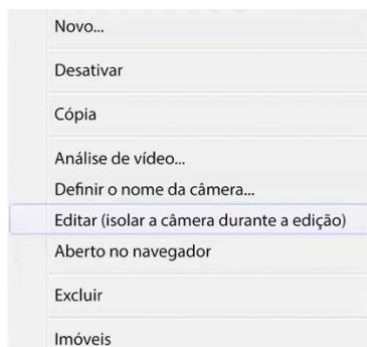 Novo...
Desativar
Cópia
Análise de vídeo...
Definir o nome da câmera...
Editar (isolar a câmera durante a edição)
Aberto no navegador
Excluir
Imóveis